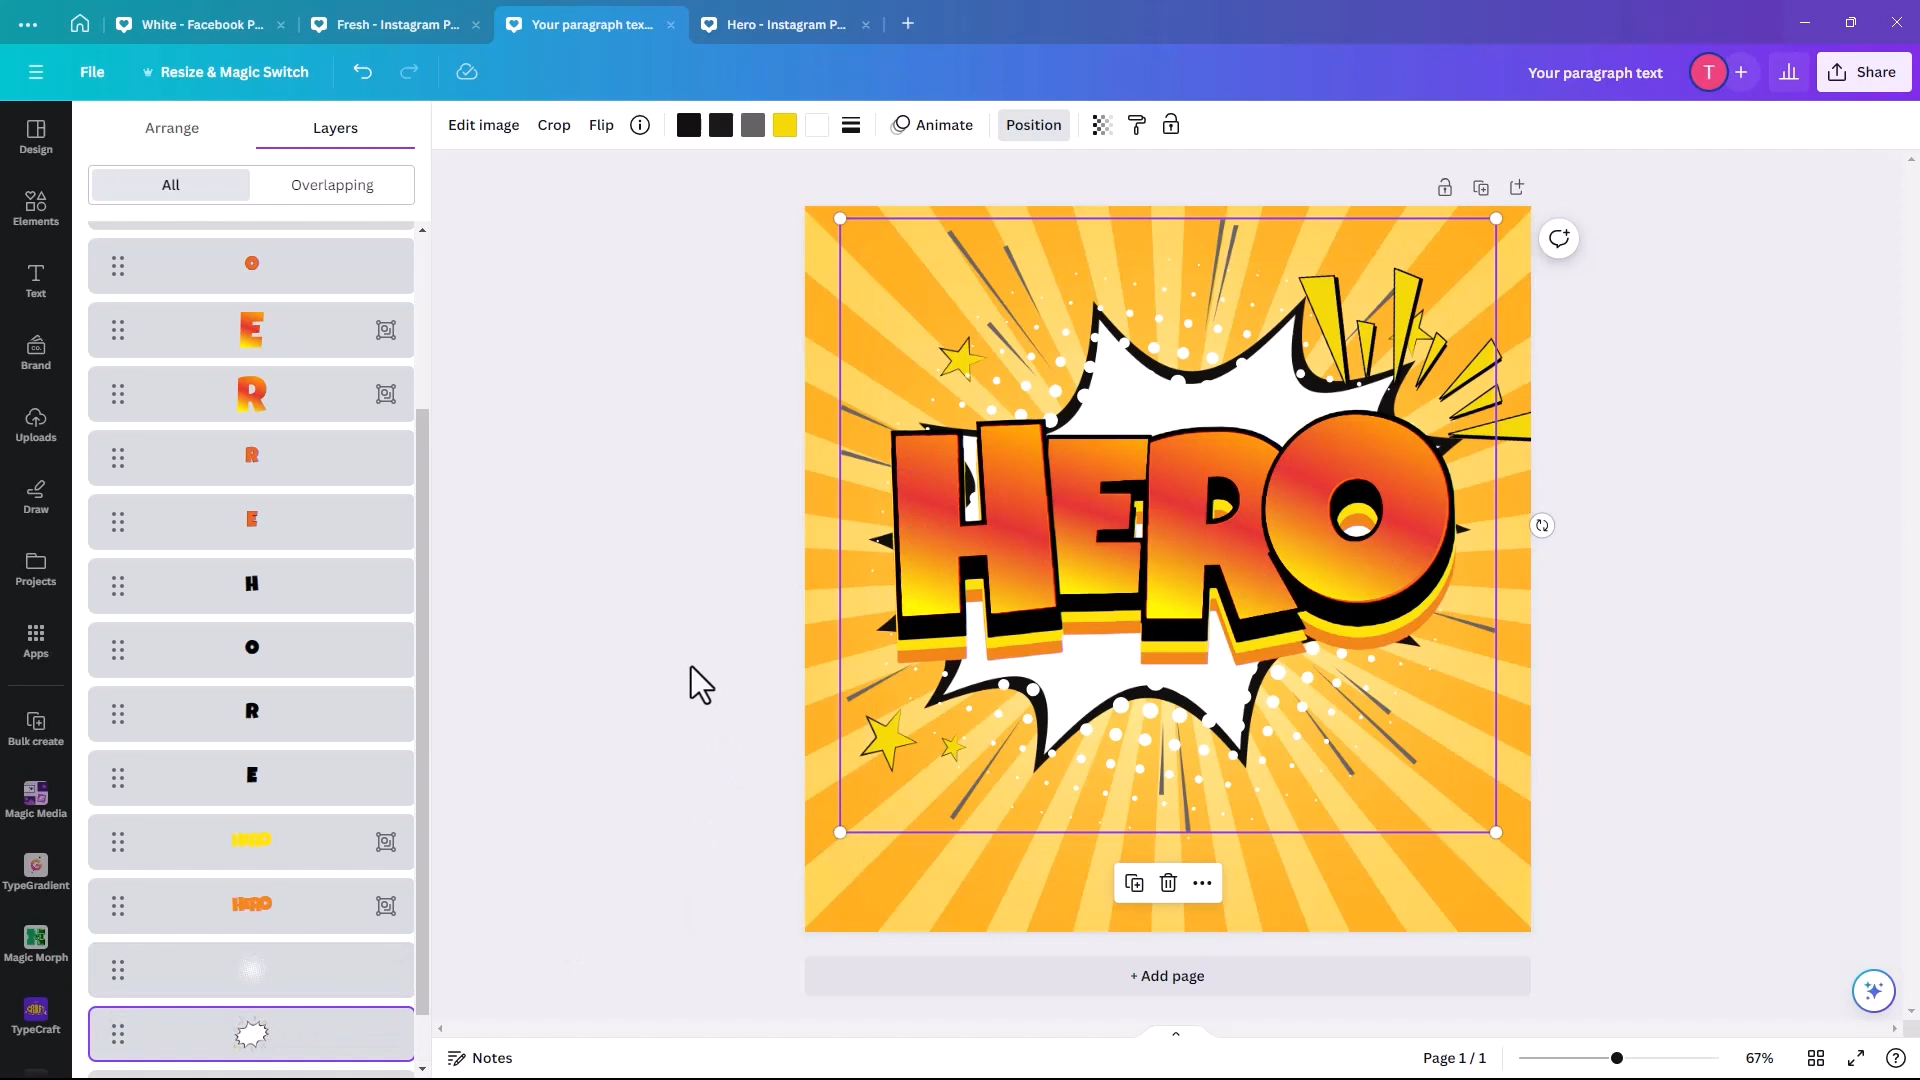 White - Facebook P...
Fresh - Instagram P...
Your paragraph tex...
Hero - Instagram P...
File
Resize & Magic Switch
Your paragraph text
T
Share
Design
Elements
Text
Brand
Uploads
Draw
Projects
Apps
Bulk create
Magic Media
TypeGradient
Magic Morph
TypeCraft
Arrange
Layers
All
Overlapping
O
E
R
R
E
H
O
R
E
HERO
HERO
Edit image
Crop
Flip
Animate
Position
HERO
+ Add page
Notes
Page 1 / 1
67%